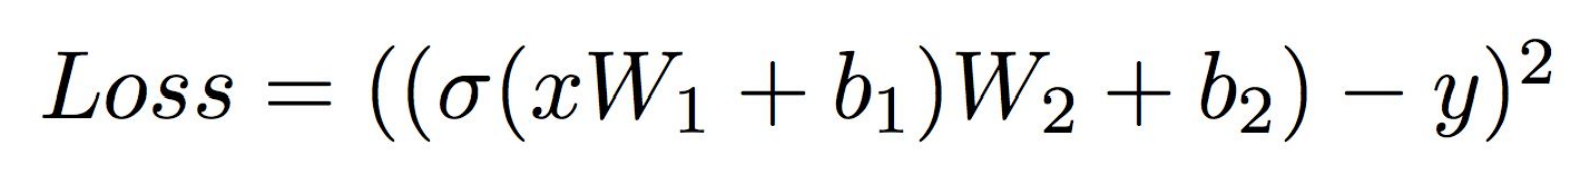 Loss = ((σ(xW₁ + b₁)W₂ + b₂) − y)²